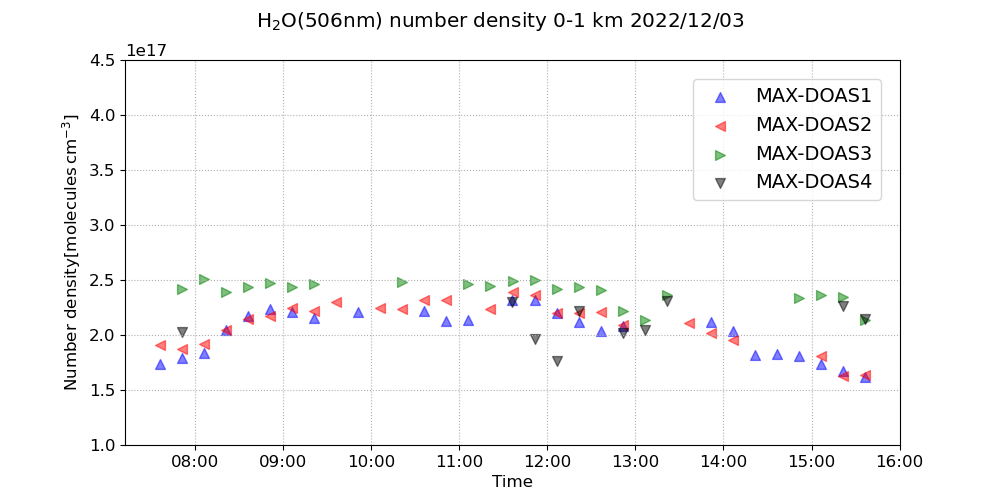 H₂O(506nm) number density 0-1 km 2022/12/03
1e17
4.5
4.0
3.5
3.0
2.5
2.0
1.5
1.0
Number density[molecules cm⁻³]
MAX-DOAS1
MAX-DOAS2
MAX-DOAS3
MAX-DOAS4
08:00 09:00 10:00 11:00 12:00 13:00 14:00 15:00 16:00
Time